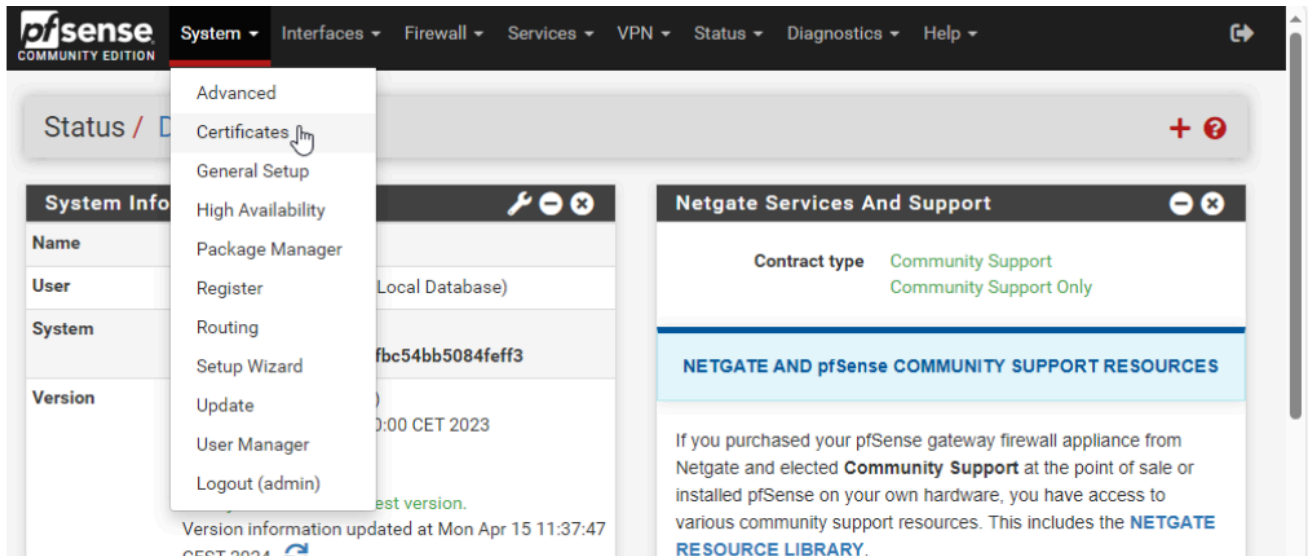 pfsense
COMMUNITY EDITION
System Interfaces Firewall Services VPN Status Diagnostics Help
Advanced
Certificates
General Setup
High Availability
Package Manager
Register
Routing
Setup Wizard
Update
User Manager
Logout (admin)
Status /
System Info
Name
User Local Database)
System
fbc54bb5084feff3
Version )
0:00 CET 2023
est version.
Version information updated at Mon Apr 15 11:37:47
CEST 2024
Netgate Services And Support
Contract type Community Support
Community Support Only
NETGATE AND pfSense COMMUNITY SUPPORT RESOURCES
If you purchased your pfSense gateway firewall appliance from
Netgate and elected Community Support at the point of sale or
installed pfSense on your own hardware, you have access to
various community support resources. This includes the NETGATE
RESOURCE LIBRARY.